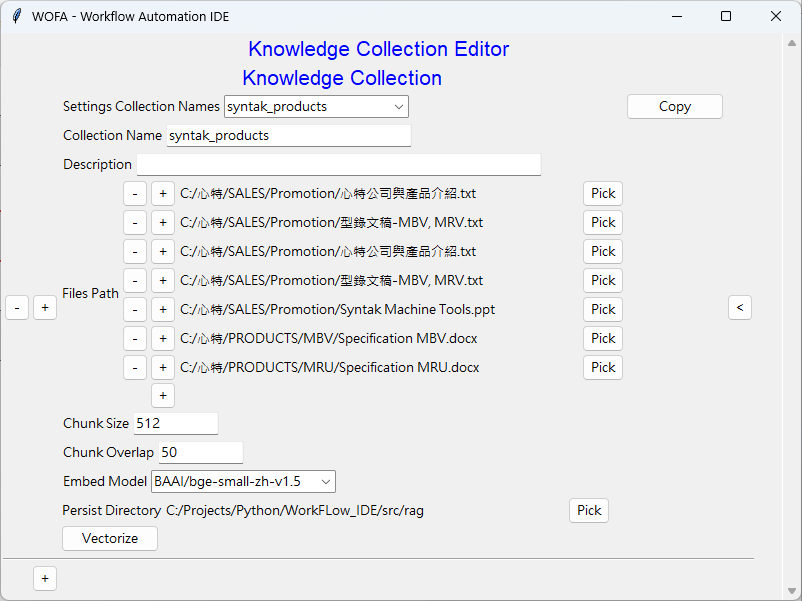 WOFA - Workflow Automation IDE
Knowledge Collection Editor
Knowledge Collection
Settings Collection Names syntak_products Copy
Collection Name syntak_products
Description
- + C:/心特/SALES/Promotion/心特公司與產品介紹.txt Pick
- + C:/心特/SALES/Promotion/型錄文稿-MBV, MRV.txt Pick
- + C:/心特/SALES/Promotion/心特公司與產品介紹.txt Pick
- + C:/心特/SALES/Promotion/型錄文稿-MBV, MRV.txt Pick
- + Files Path - + C:/心特/SALES/Promotion/Syntak Machine Tools.ppt Pick <
- + C:/心特/PRODUCTS/MBV/Specification MBV.docx Pick
- + C:/心特/PRODUCTS/MRU/Specification MRU.docx Pick
+
Chunk Size 512
Chunk Overlap 50
Embed Model BAAI/bge-small-zh-v1.5
Persist Directory C:/Projects/Python/WorkFLow_IDE/src/rag Pick
Vectorize
+